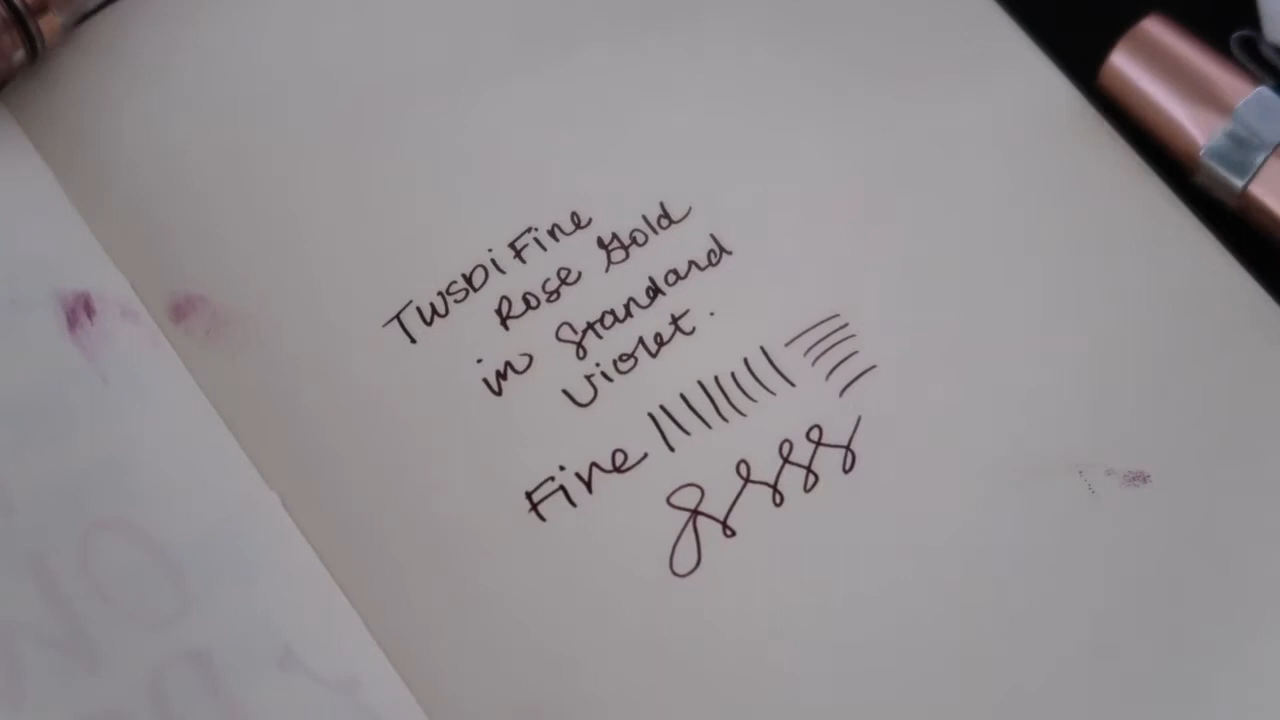 Twsbi Fine
Rose Gold
in Standard
Violet.
Fine